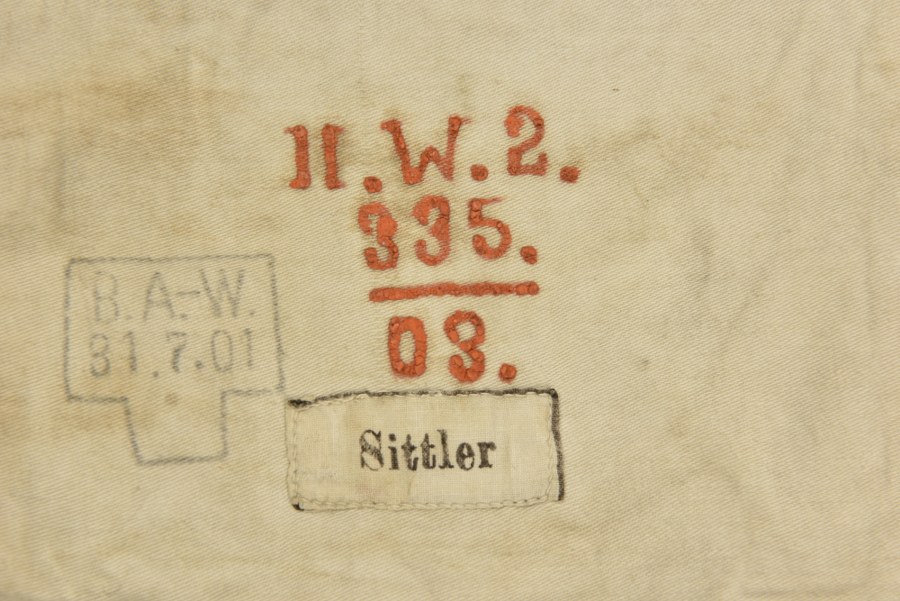 II.W.2.
335.
03.
B.A-W.
31.7.01
Sittler